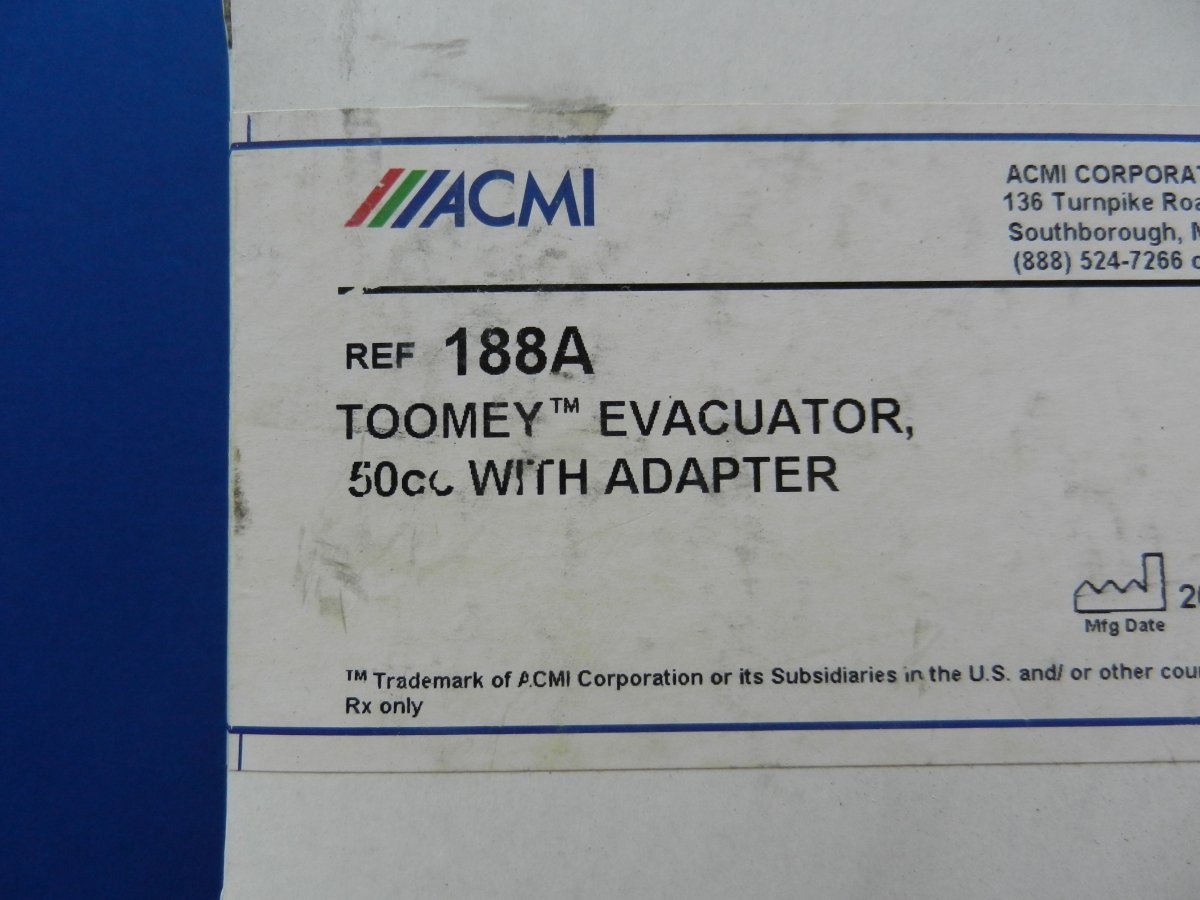 ACMI
ACMI CORPORAT
136 Turnpike Roa
Southborough,
(888) 524-7266
REF 188A
TOOMEY™ EVACUATOR,
50cc WITH ADAPTER
20
Mfg Date
™ Trademark of ACMI Corporation or its Subsidiaries in the U.S. and/ or other cou
Rx only